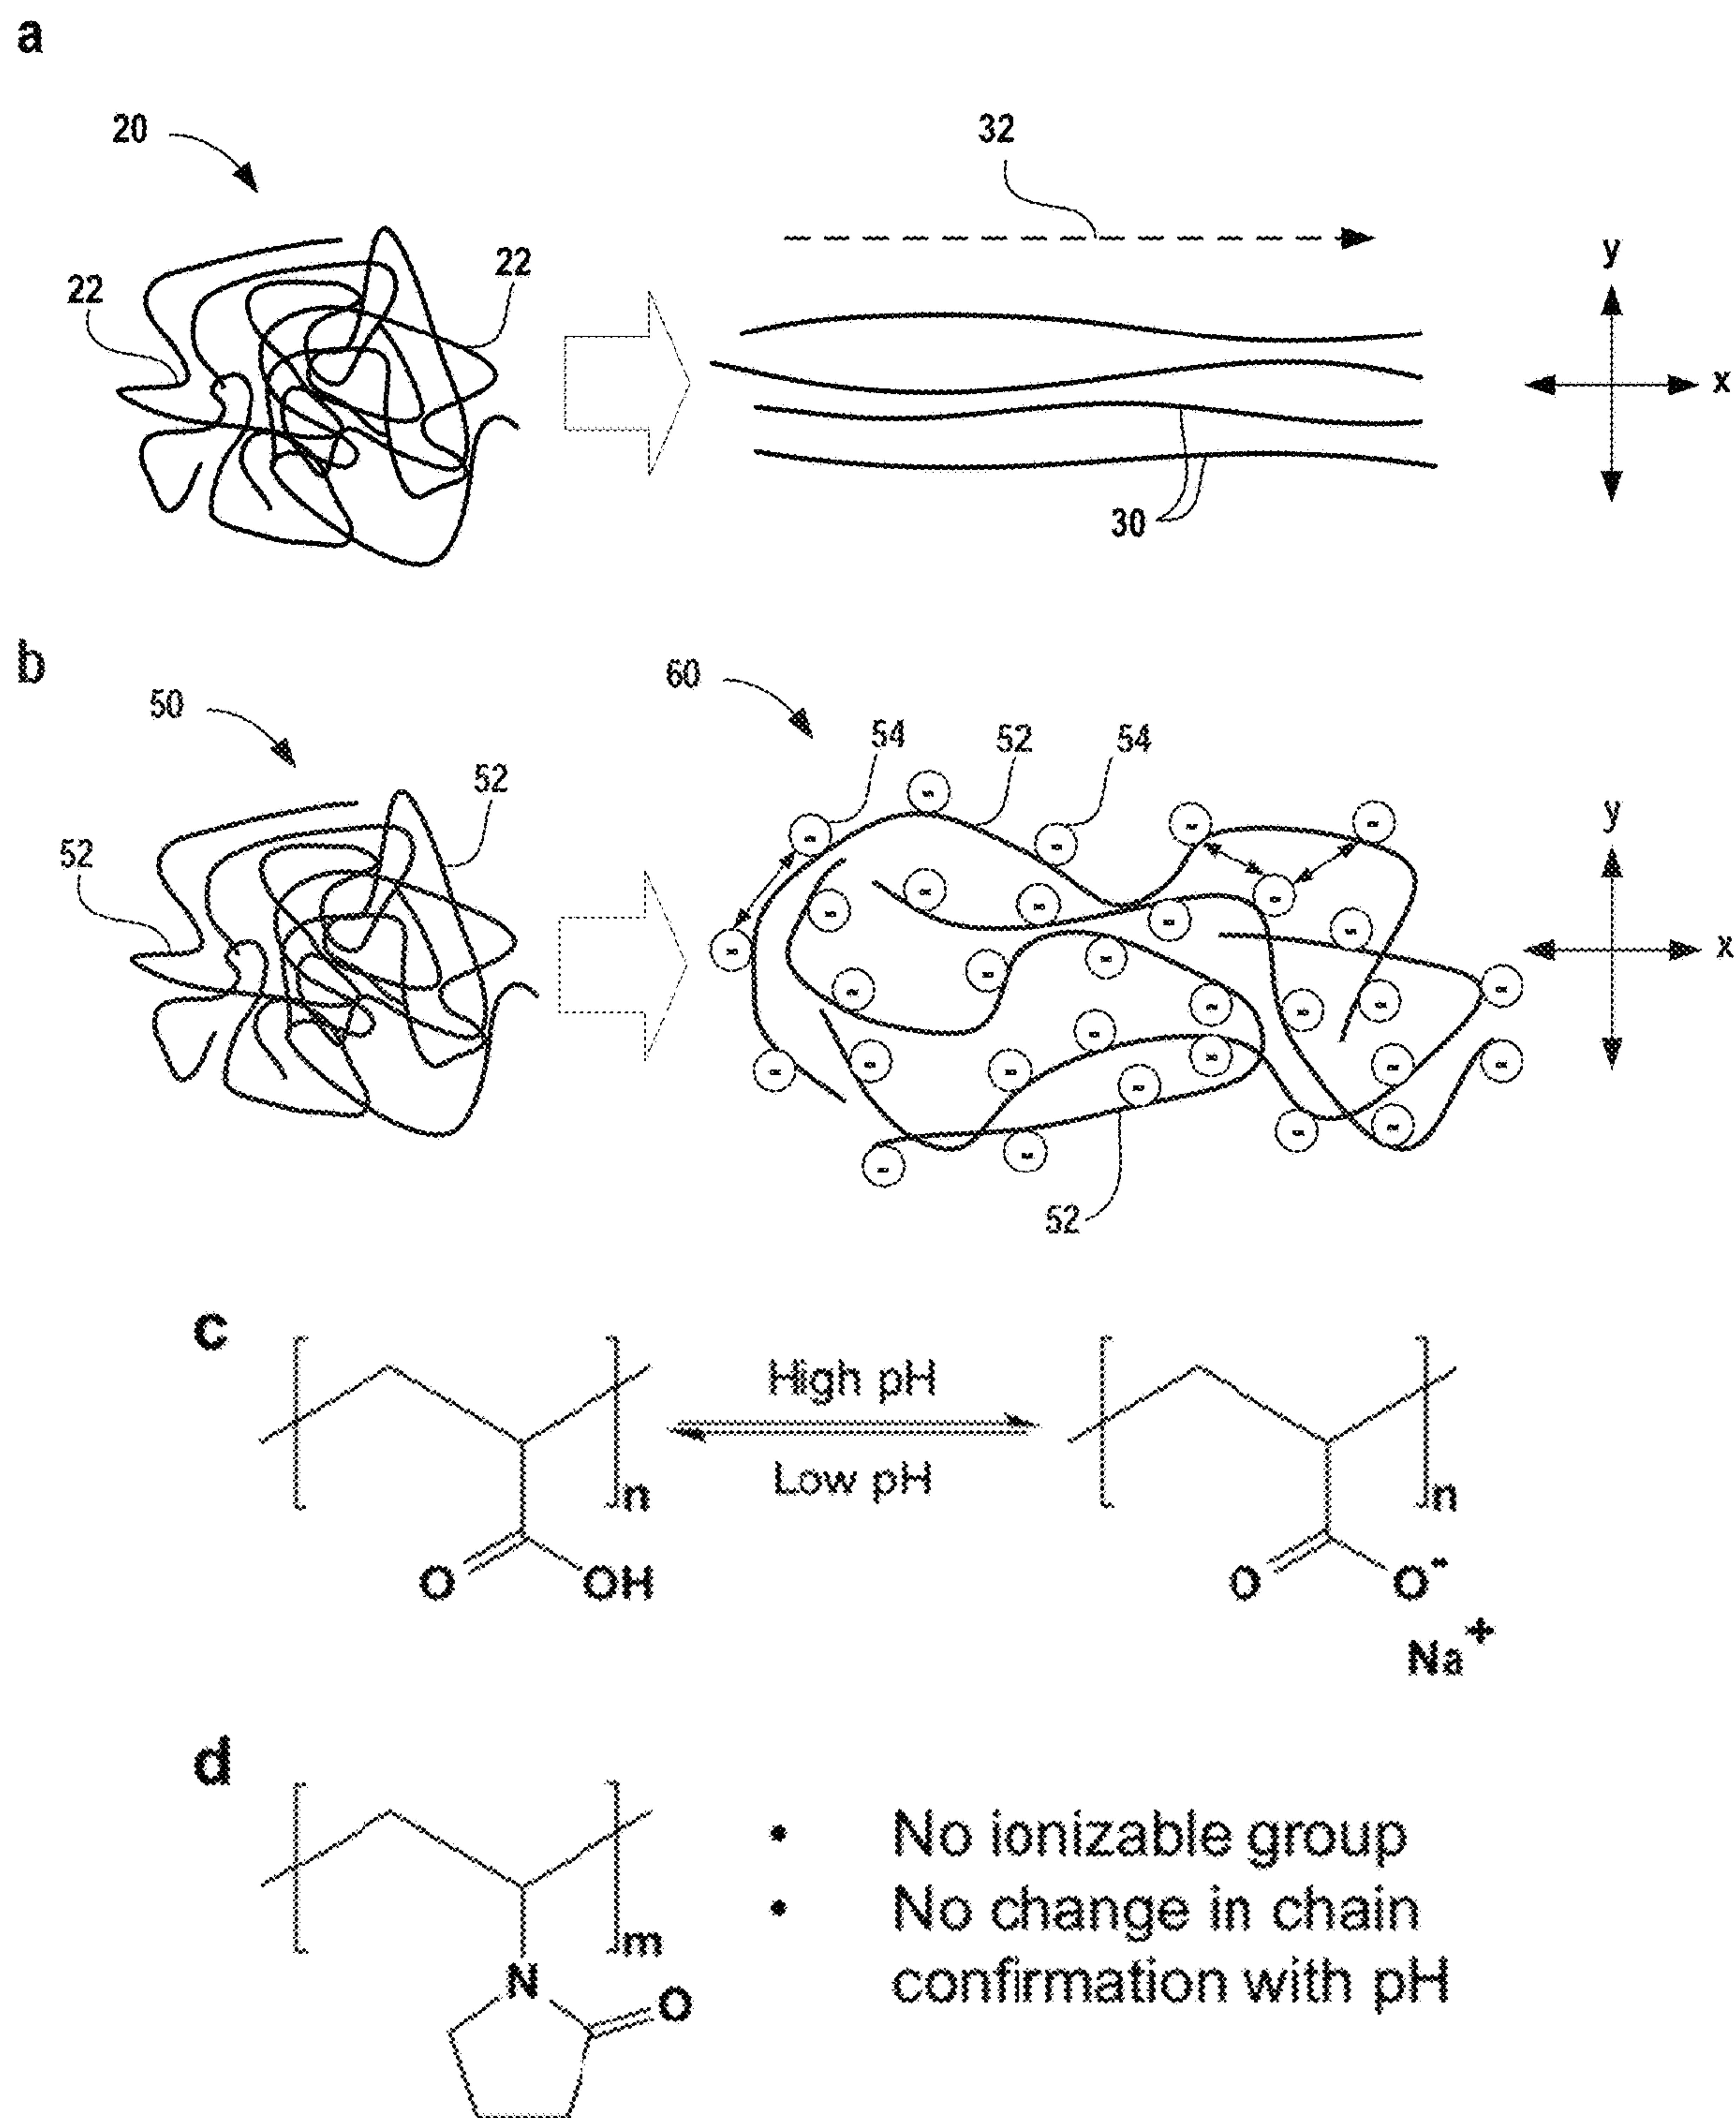 a
20
32
22
22
y
x
30
b
50
60
54
52
54
52
52
y
x
52
c
High pH
Low pH
n
n
O
OH
O
O-
Na+
d
• No ionizable group
• No change in chain
confirmation with pH
m
N
O